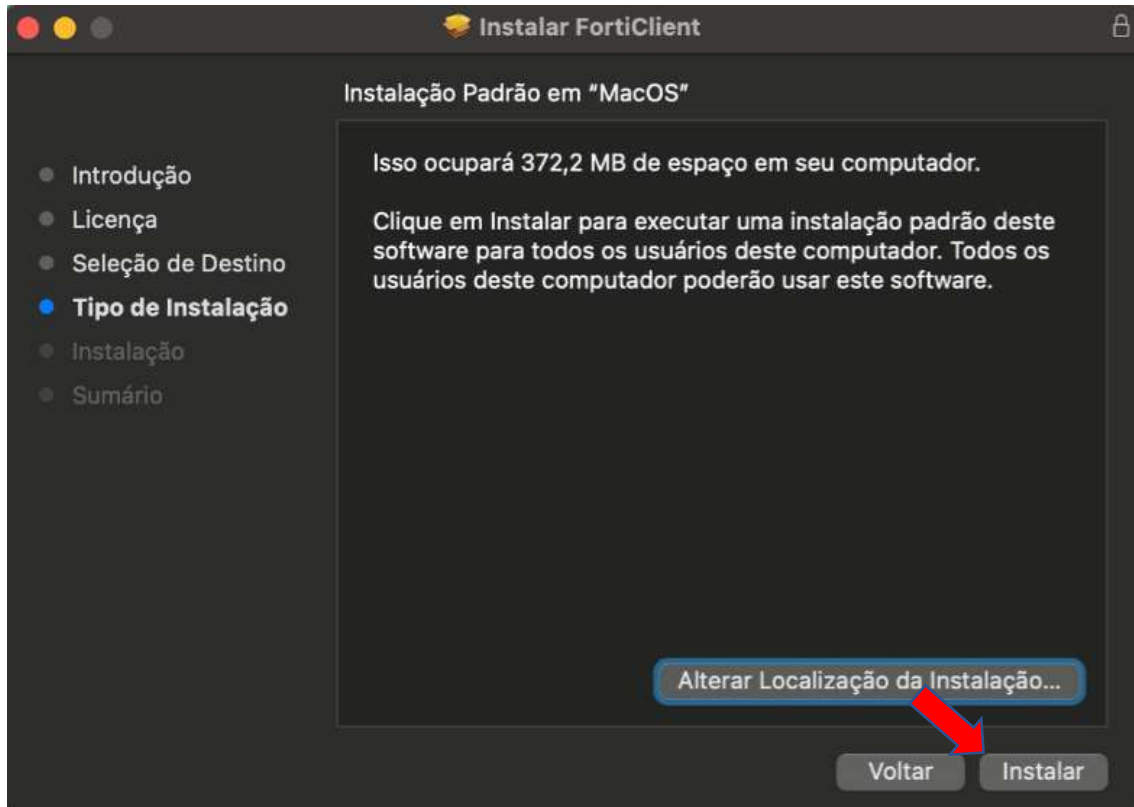 Instalar FortiClient
Instalação Padrão em “MacOS”
Introdução
Licença
Seleção de Destino
Tipo de Instalação
Instalação
Sumário
Isso ocupará 372,2 MB de espaço em seu computador.
Clique em Instalar para executar uma instalação padrão deste
software para todos os usuários deste computador. Todos os
usuários deste computador poderão usar este software.
Alterar Localização da Instalação...
Voltar
Instalar